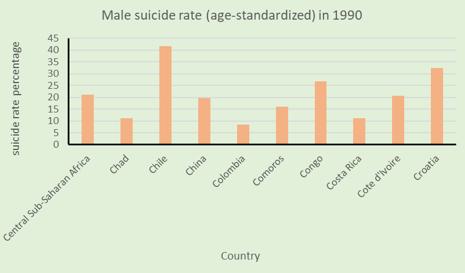 Male suicide rate (age-standardized) in 1990
suicide rate percentage
45
40
35
30
25
20
15
10
5
0
Central Sub-Saharan Africa
Chad
Chile
China
Colombia
Comoros
Congo
Costa Rica
Cote d'Ivoire
Croatia
Country